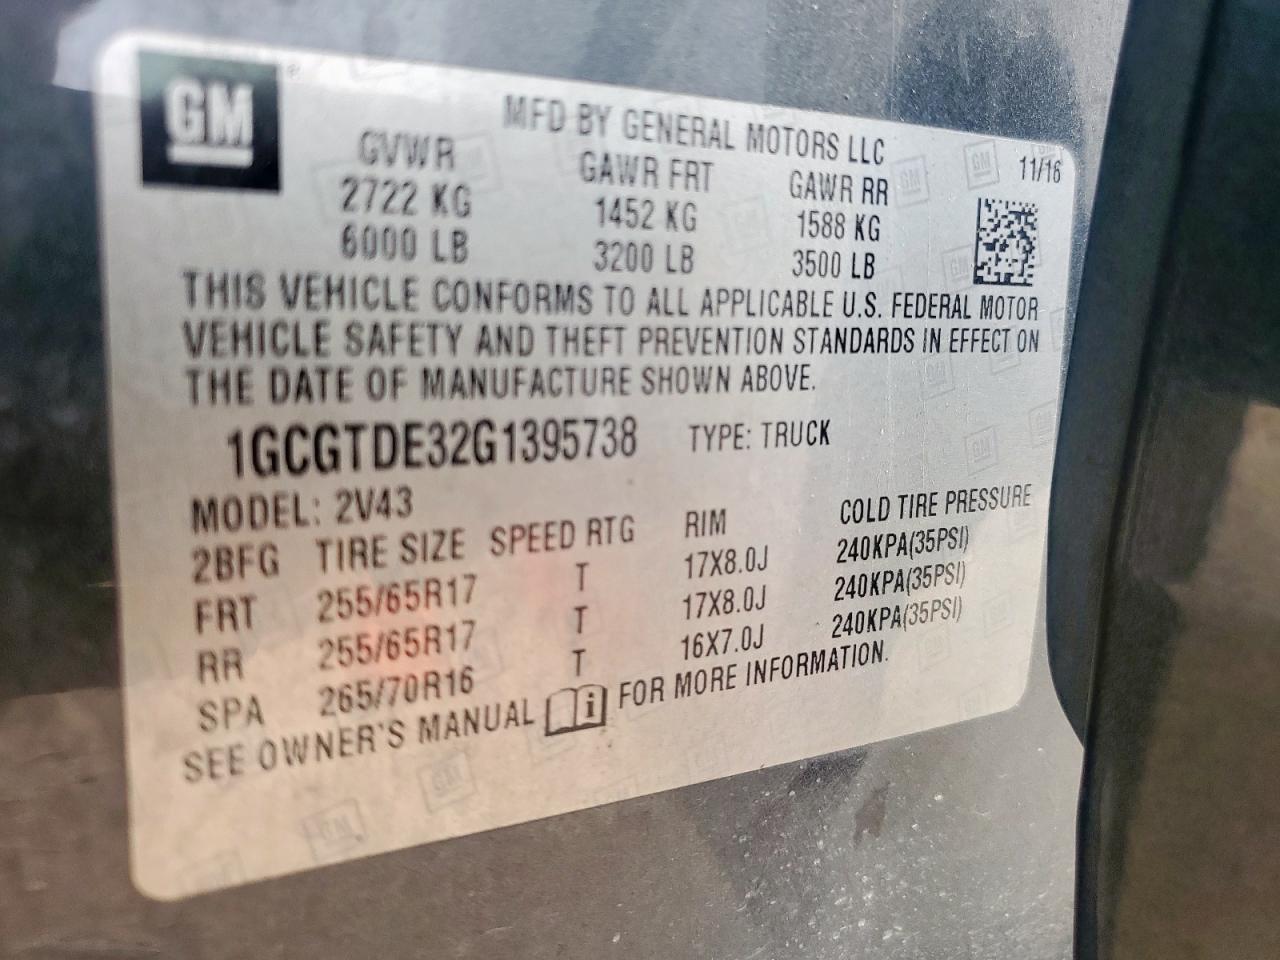 GM
MFD BY GENERAL MOTORS LLC
11/16
GVWR GAWR FRT GAWR RR
2722 KG 1452 KG 1588 KG
6000 LB 3200 LB 3500 LB
THIS VEHICLE CONFORMS TO ALL APPLICABLE U.S. FEDERAL MOTOR
VEHICLE SAFETY AND THEFT PREVENTION STANDARDS IN EFFECT ON
THE DATE OF MANUFACTURE SHOWN ABOVE.
1GCGTDE32G1395738 TYPE: TRUCK
MODEL: 2V43
2BFG TIRE SIZE SPEED RTG RIM COLD TIRE PRESSURE
FRT 255/65R17 T 17X8.0J 240KPA(35PSI)
RR 255/65R17 T 17X8.0J 240KPA(35PSI)
SPA 265/70R16 T 16X7.0J 240KPA(35PSI)
SEE OWNER'S MANUAL i FOR MORE INFORMATION.